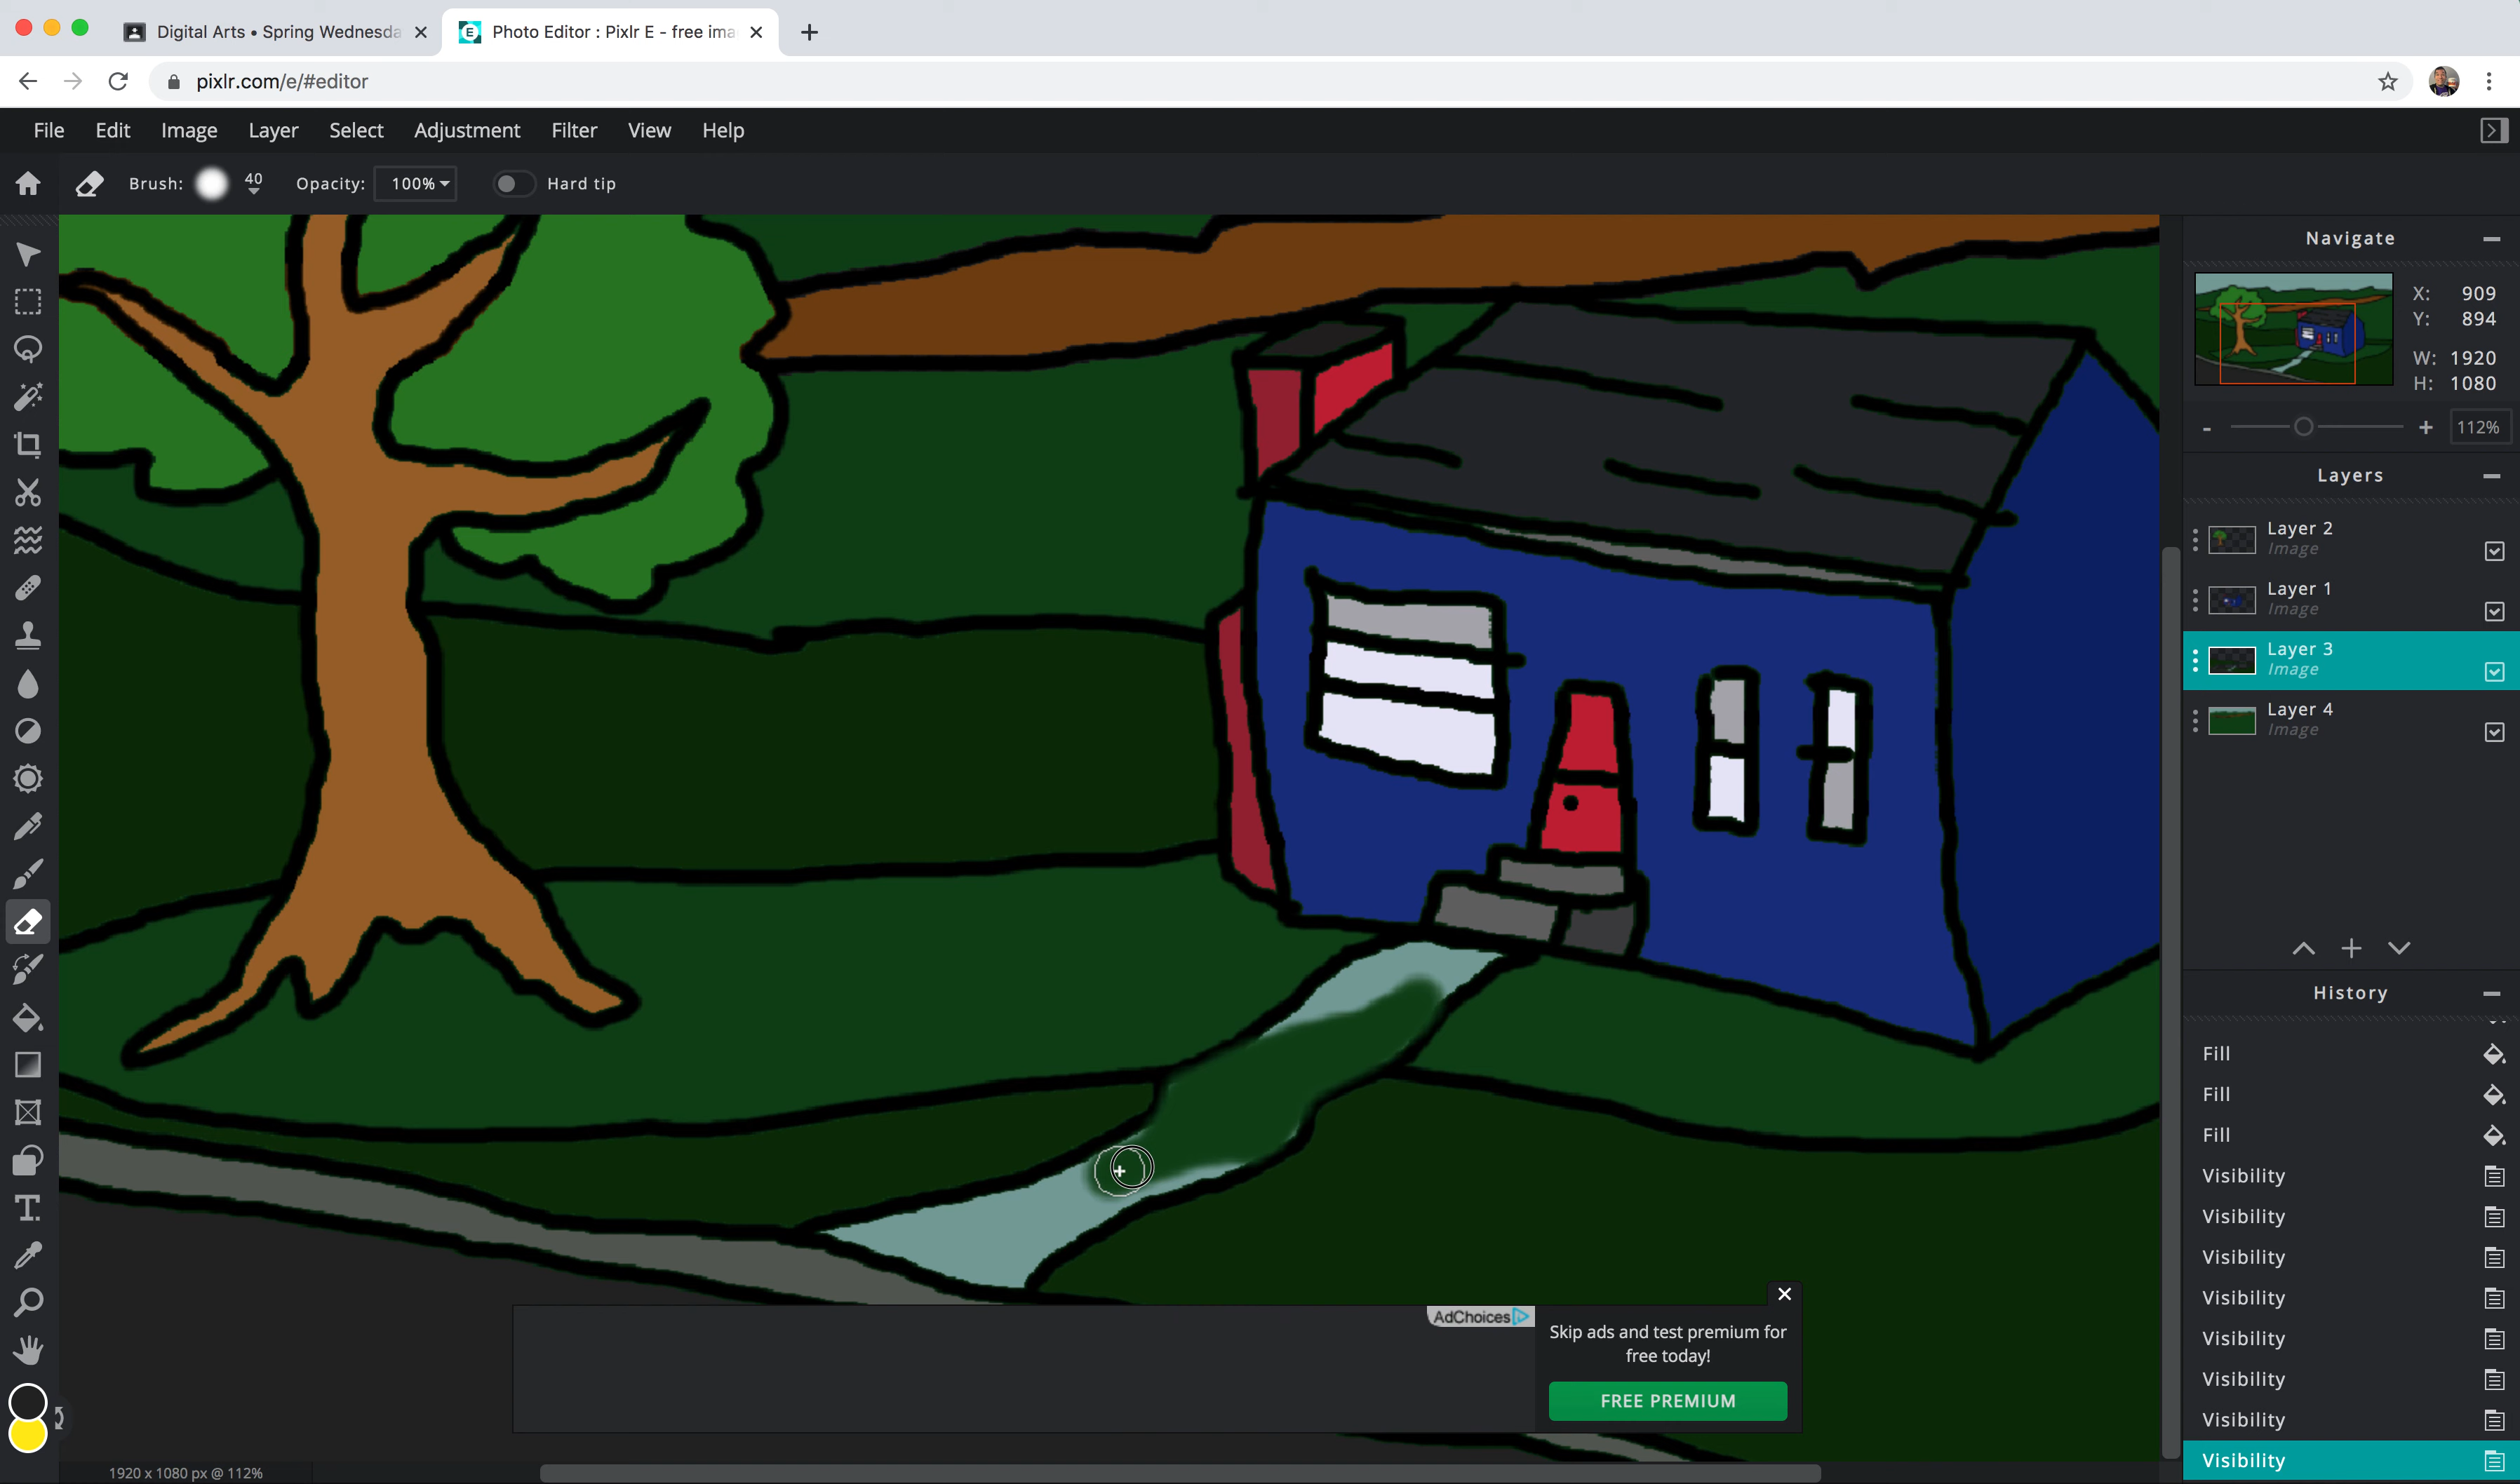 Digital Arts • Spring Wednesda
Photo Editor : Pixlr E - free ima
pixlr.com/e/#editor
File Edit Image Layer Select Adjustment Filter View Help
Brush: 40 Opacity: 100% Hard tip
Navigate
X: 909
Y: 894
W: 1920
H: 1080
- + 112%
Layers
Layer 2
Image
Layer 1
Image
Layer 3
Image
Layer 4
Image
History
Fill
Fill
Fill
Visibility
Visibility
Visibility
Visibility
Visibility
Visibility
Visibility
Visibility
AdChoices
Skip ads and test premium for
free today!
FREE PREMIUM
1920 x 1080 px @ 112%